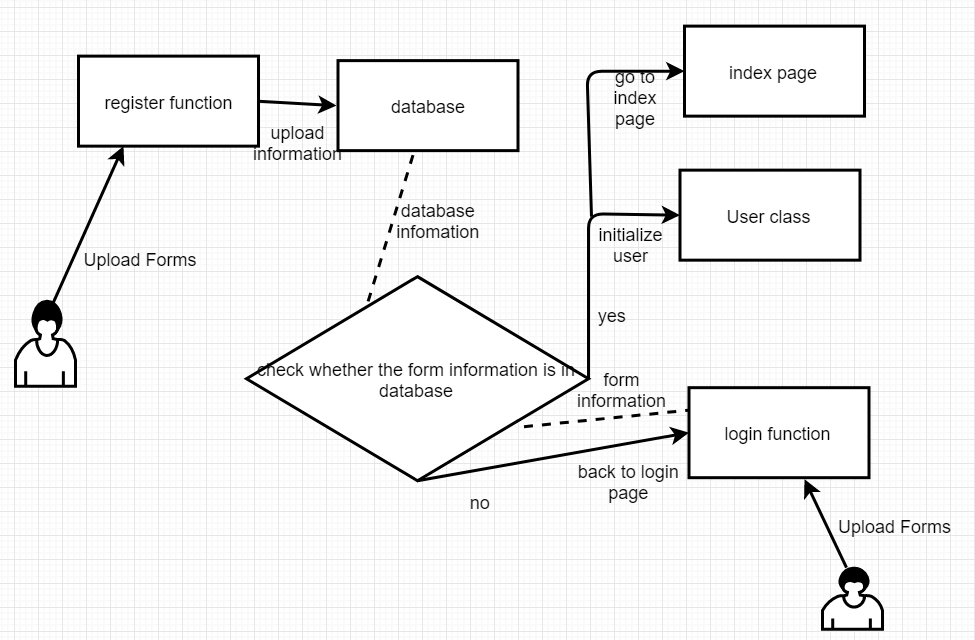 register function
database
upload
information
index page
go to
index
page
User class
initialize
user
database
infomation
Upload Forms
yes
check whether the form information is in
database
form
information
login function
back to login
page
no
Upload Forms